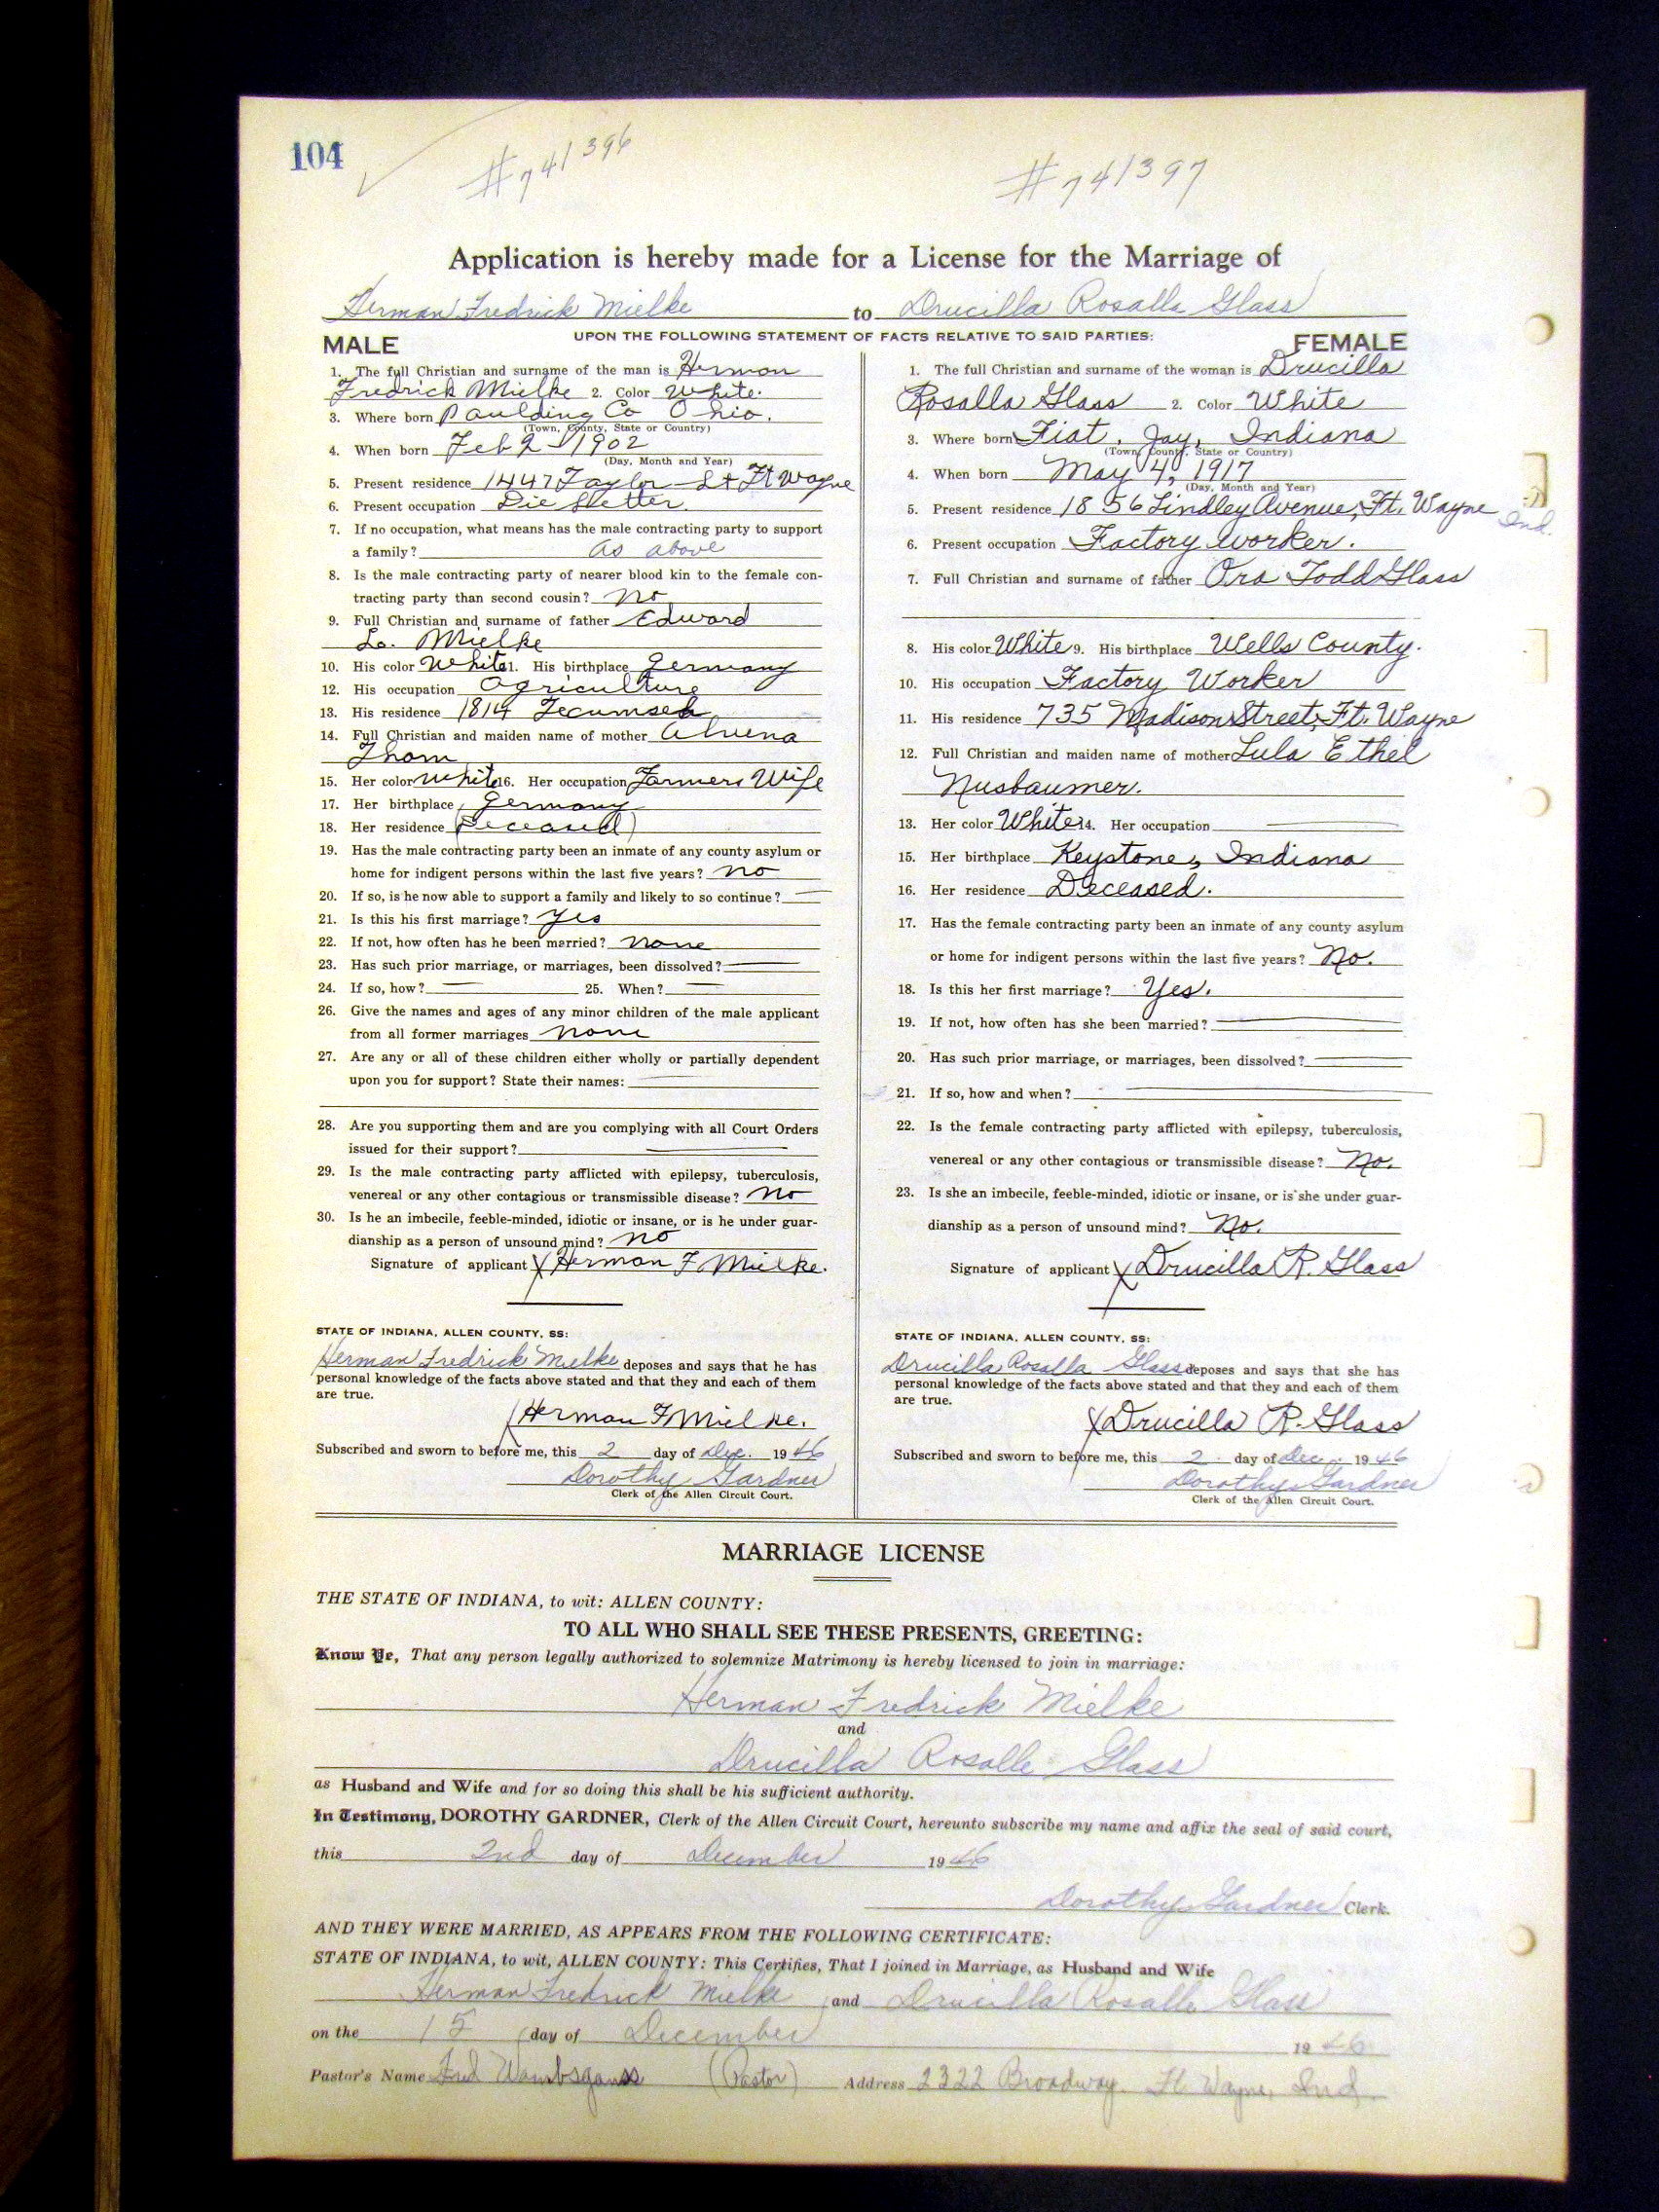 104
#741396
#741397
Application is hereby made for a License for the Marriage of
Herman Fredrick Mielke to Drucilla Rosalla Glass
UPON THE FOLLOWING STATEMENT OF FACTS RELATIVE TO SAID PARTIES:
MALE
1. The full Christian and surname of the man is Herman
Fredrick Mielke 2. Color White.
3. Where born Paulding Co Ohio.
(Town, County, State or Country)
4. When born Feb 2 - 1902
(Day, Month and Year)
5. Present residence 1447 Taylor St Ft Wayne
6. Present occupation Die Setter.
7. If no occupation, what means has the male contracting party to support
a family? as above
8. Is the male contracting party of nearer blood kin to the female con-
tracting party than second cousin? no
9. Full Christian and surname of father Edward
Mielke
10. His color White 11. His birthplace Germany
12. His occupation Agriculture
13. His residence 1814 Tecumseh
14. Full Christian and maiden name of mother Alvena
Thom
15. Her color White 16. Her occupation Farmers Wife
17. Her birthplace Germany
18. Her residence (Deceased)
19. Has the male contracting party been an inmate of any county asylum or
home for indigent persons within the last five years? no
20. If so, is he now able to support a family and likely to so continue?
21. Is this his first marriage? yes
22. If not, how often has he been married? none
23. Has such prior marriage, or marriages, been dissolved?
24. If so, how? 25. When?
26. Give the names and ages of any minor children of the male applicant
from all former marriages none
27. Are any or all of these children either wholly or partially dependent
upon you for support? State their names:
28. Are you supporting them and are you complying with all Court Orders
issued for their support?
29. Is the male contracting party afflicted with epilepsy, tuberculosis,
venereal or any other contagious or transmissible disease? no
30. Is he an imbecile, feeble-minded, idiotic or insane, or is he under guar-
dianship as a person of unsound mind? no
Signature of applicant X Herman F Mielke.
STATE OF INDIANA, ALLEN COUNTY, SS:
Herman Fredrick Mielke deposes and says that he has
personal knowledge of the facts above stated and that they and each of them
are true.
Herman F Mielke.
Subscribed and sworn to before me, this 2 day of Dec. 1946
Dorothy Gardner
Clerk of the Allen Circuit Court.
FEMALE
1. The full Christian and surname of the woman is Drucilla
Rosalla Glass 2. Color White
3. Where born Fiat, Jay, Indiana
(Town, County, State or Country)
4. When born May 4, 1917
(Day, Month and Year)
5. Present residence 1856 Lindley Avenue, Ft. Wayne Ind.
6. Present occupation Factory worker.
7. Full Christian and surname of father Ora Todd Glass
8. His color White 9. His birthplace Wells County.
10. His occupation Factory Worker
11. His residence 735 Madison Street, Ft. Wayne
12. Full Christian and maiden name of mother Lula Ethel
Nusbaumer.
13. Her color White 14. Her occupation
15. Her birthplace Keystone, Indiana
16. Her residence Deceased.
17. Has the female contracting party been an inmate of any county asylum
or home for indigent persons within the last five years? No.
18. Is this her first marriage? Yes.
19. If not, how often has she been married?
20. Has such prior marriage, or marriages, been dissolved?
21. If so, how and when?
22. Is the female contracting party afflicted with epilepsy, tuberculosis,
venereal or any other contagious or transmissible disease? No.
23. Is she an imbecile, feeble-minded, idiotic or insane, or is she under guar-
dianship as a person of unsound mind? No.
Signature of applicant X Drucilla R. Glass
STATE OF INDIANA, ALLEN COUNTY, SS:
Drucilla Rosalla Glass deposes and says that she has
personal knowledge of the facts above stated and that they and each of them
are true.
X Drucilla R. Glass
Subscribed and sworn to before me, this 2 day of Dec. 1946
Dorothy Gardner
Clerk of the Allen Circuit Court.
MARRIAGE LICENSE
THE STATE OF INDIANA, to wit: ALLEN COUNTY:
TO ALL WHO SHALL SEE THESE PRESENTS, GREETING:
Know Ye, That any person legally authorized to solemnize Matrimony is hereby licensed to join in marriage:
Herman Fredrick Mielke
and
Drucilla Rosalle Glass
as Husband and Wife and for so doing this shall be his sufficient authority.
In Testimony, DOROTHY GARDNER, Clerk of the Allen Circuit Court, hereunto subscribe my name and affix the seal of said court,
this 2nd day of December 1946
Dorothy Gardner Clerk.
AND THEY WERE MARRIED, AS APPEARS FROM THE FOLLOWING CERTIFICATE:
STATE OF INDIANA, to wit, ALLEN COUNTY: This Certifies, That I joined in Marriage, as Husband and Wife
Herman Fredrick Mielke and Drucilla Rosalle Glass
on the 15 day of December 1946
Pastor's Name Fred Wambsganss (Pastor) Address 2322 Broadway. Ft. Wayne, Ind.